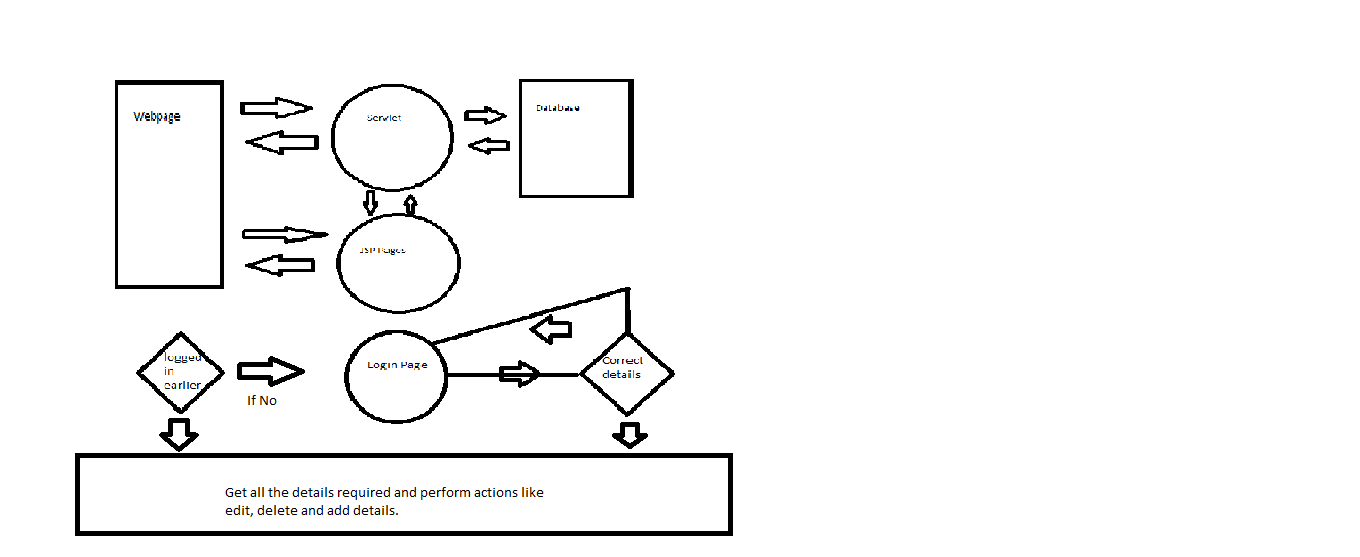 Webpage
Servlet
Database
JSP Pages
logged
in
earlier
If No
Login Page
Correct
details
Get all the details required and perform actions like
edit, delete and add details.